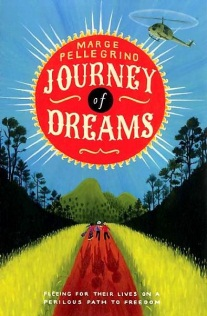 MARGE
PELLEGRINO
JOURNEY
of
DREAMS
FLEEING FOR THEIR LIVES ON A
PERILOUS PATH TO FREEDOM